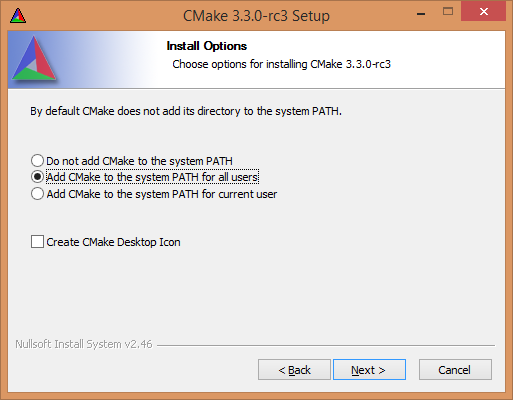 CMake 3.3.0-rc3 Setup
Install Options
Choose options for installing CMake 3.3.0-rc3
By default CMake does not add its directory to the system PATH.
Do not add CMake to the system PATH
Add CMake to the system PATH for all users
Add CMake to the system PATH for current user
Create CMake Desktop Icon
Nullsoft Install System v2.46
< Back Next > Cancel